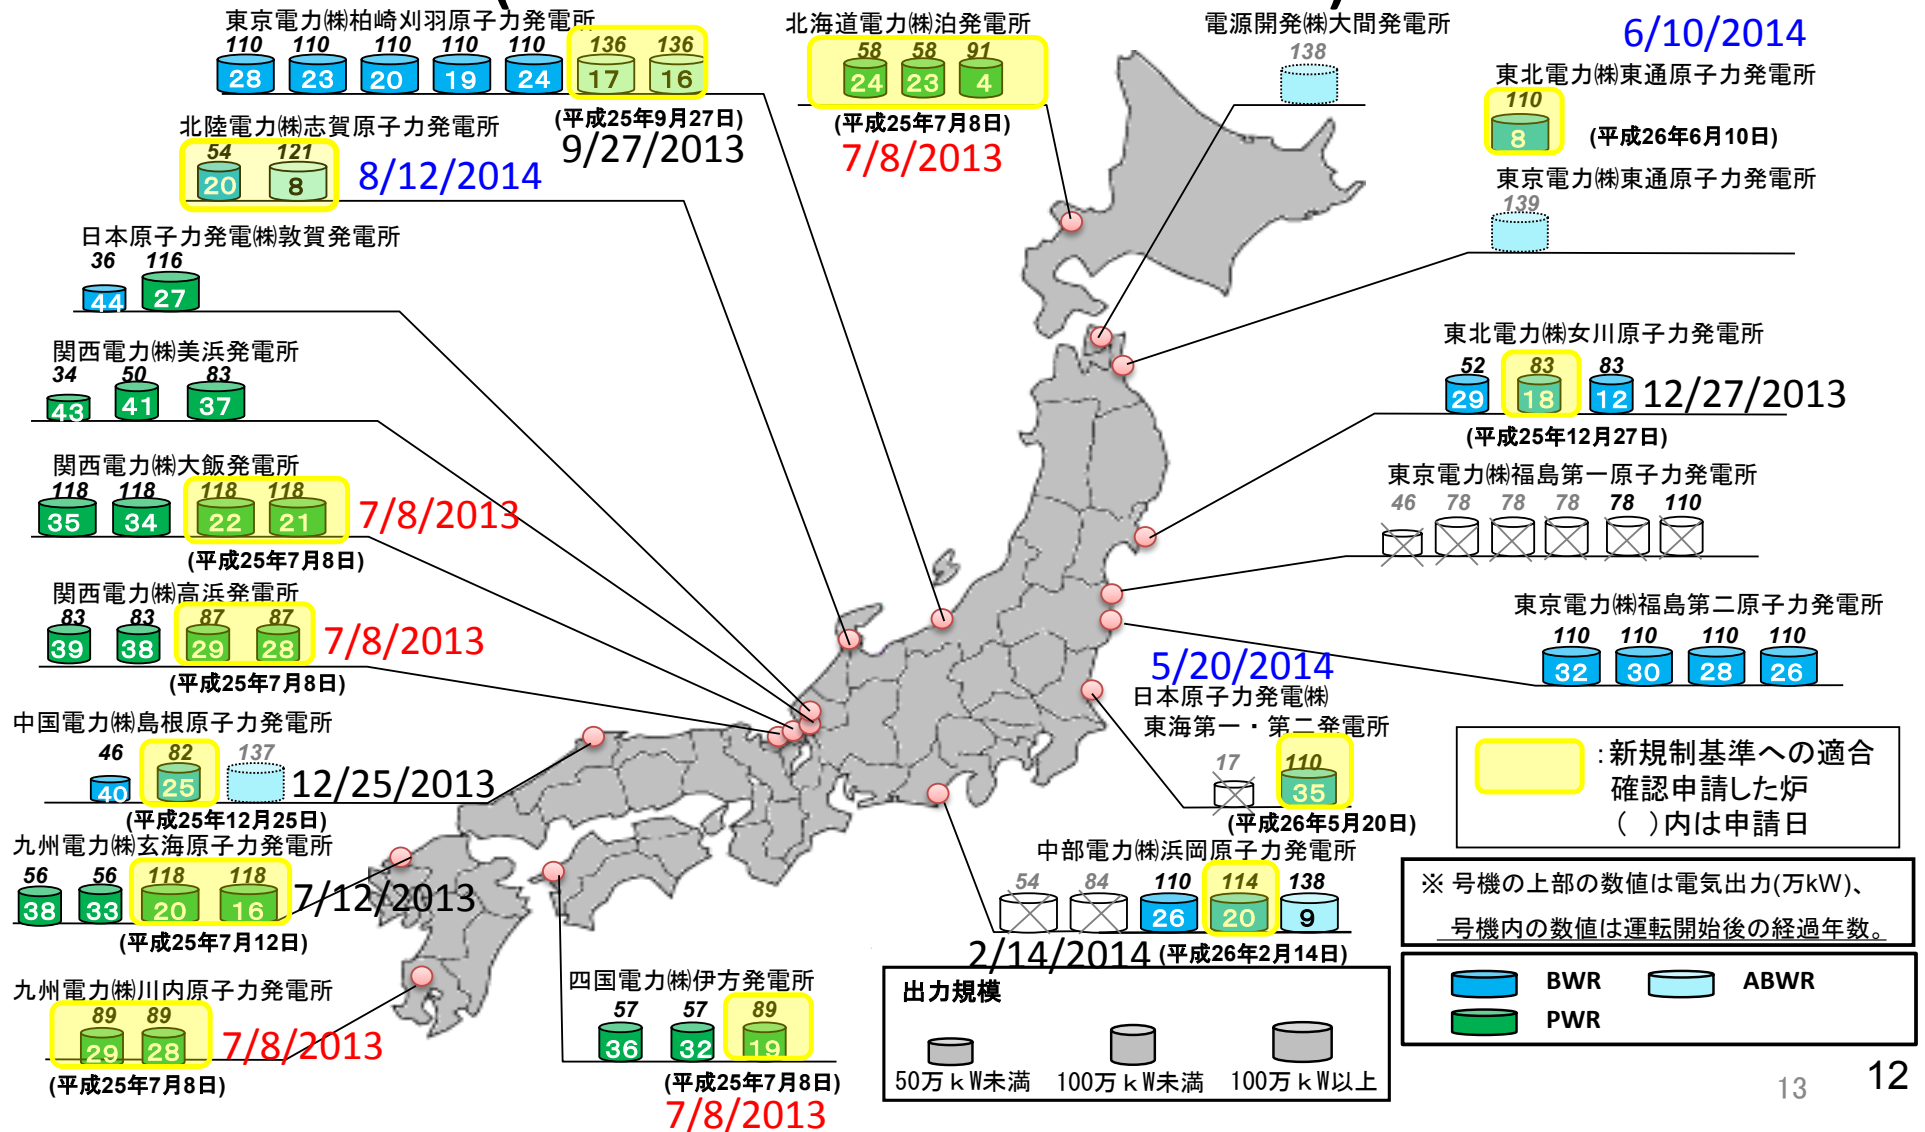 東京電力㈱柏崎刈羽原子力発電所
110 110 110 110 110 136 136
28 23 20 19 24 17 16
(平成25年9月27日)
9/27/2013
北海道電力㈱泊発電所
58 58 91
24 23 4
(平成25年7月8日)
7/8/2013
電源開発㈱大間発電所
138
6/10/2014
東北電力㈱東通原子力発電所
110
8
(平成26年6月10日)
東京電力㈱東通原子力発電所
139
北陸電力㈱志賀原子力発電所
54 121
20 8
8/12/2014
日本原子力発電㈱敦賀発電所
36 116
44 27
関西電力㈱美浜発電所
34 50 83
43 41 37
東北電力㈱女川原子力発電所
52 83 83
29 18 12
12/27/2013
(平成25年12月27日)
関西電力㈱大飯発電所
118 118 118 118
35 34 22 21
7/8/2013
(平成25年7月8日)
東京電力㈱福島第一原子力発電所
46 78 78 78 78 110
関西電力㈱高浜発電所
83 83 87 87
39 38 29 28
7/8/2013
(平成25年7月8日)
東京電力㈱福島第二原子力発電所
110 110 110 110
32 30 28 26
5/20/2014
日本原子力発電㈱
東海第一・第二発電所
17 110
35
(平成26年5月20日)
中国電力㈱島根原子力発電所
46 82 137
40 25
12/25/2013
(平成25年12月25日)
九州電力㈱玄海原子力発電所
56 56 118 118
38 33 20 16
7/12/2013
(平成25年7月12日)
中部電力㈱浜岡原子力発電所
54 84 110 114 138
26 20 9
2/14/2014
(平成26年2月14日)
九州電力㈱川内原子力発電所
89 89
29 28
7/8/2013
(平成25年7月8日)
四国電力㈱伊方発電所
57 57 89
36 32 19
(平成25年7月8日)
7/8/2013
:新規制基準への適合
確認申請した炉
( )内は申請日
※ 号機の上部の数値は電気出力(万kW)、
号機内の数値は運転開始後の経過年数。
出力規模
50万kW未満 100万kW未満 100万kW以上
BWR ABWR
PWR
13
12